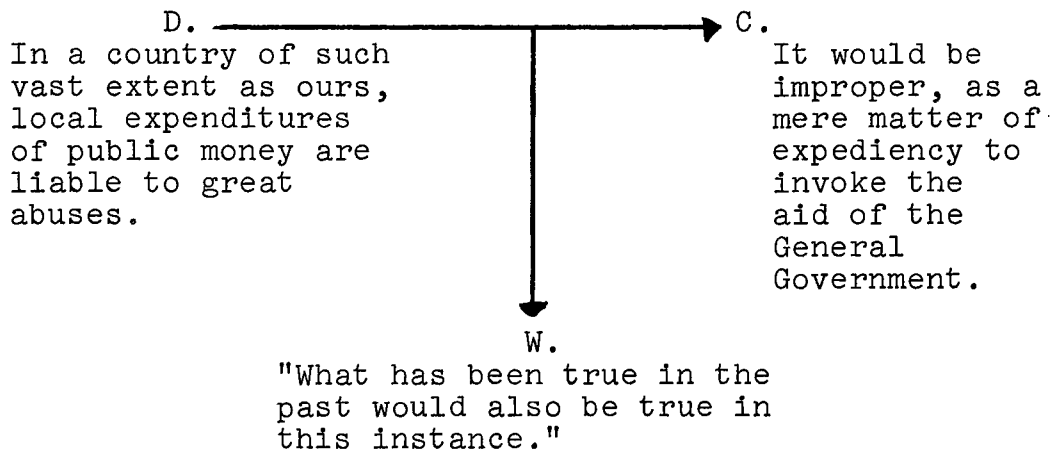 D.
In a country of such
vast extent as ours,
local expenditures
of public money are
liable to great
abuses.
C.
It would be
improper, as a
mere matter of
expediency to
invoke the
aid of the
General
Government.
W.
"What has been true in the
past would also be true in
this instance."